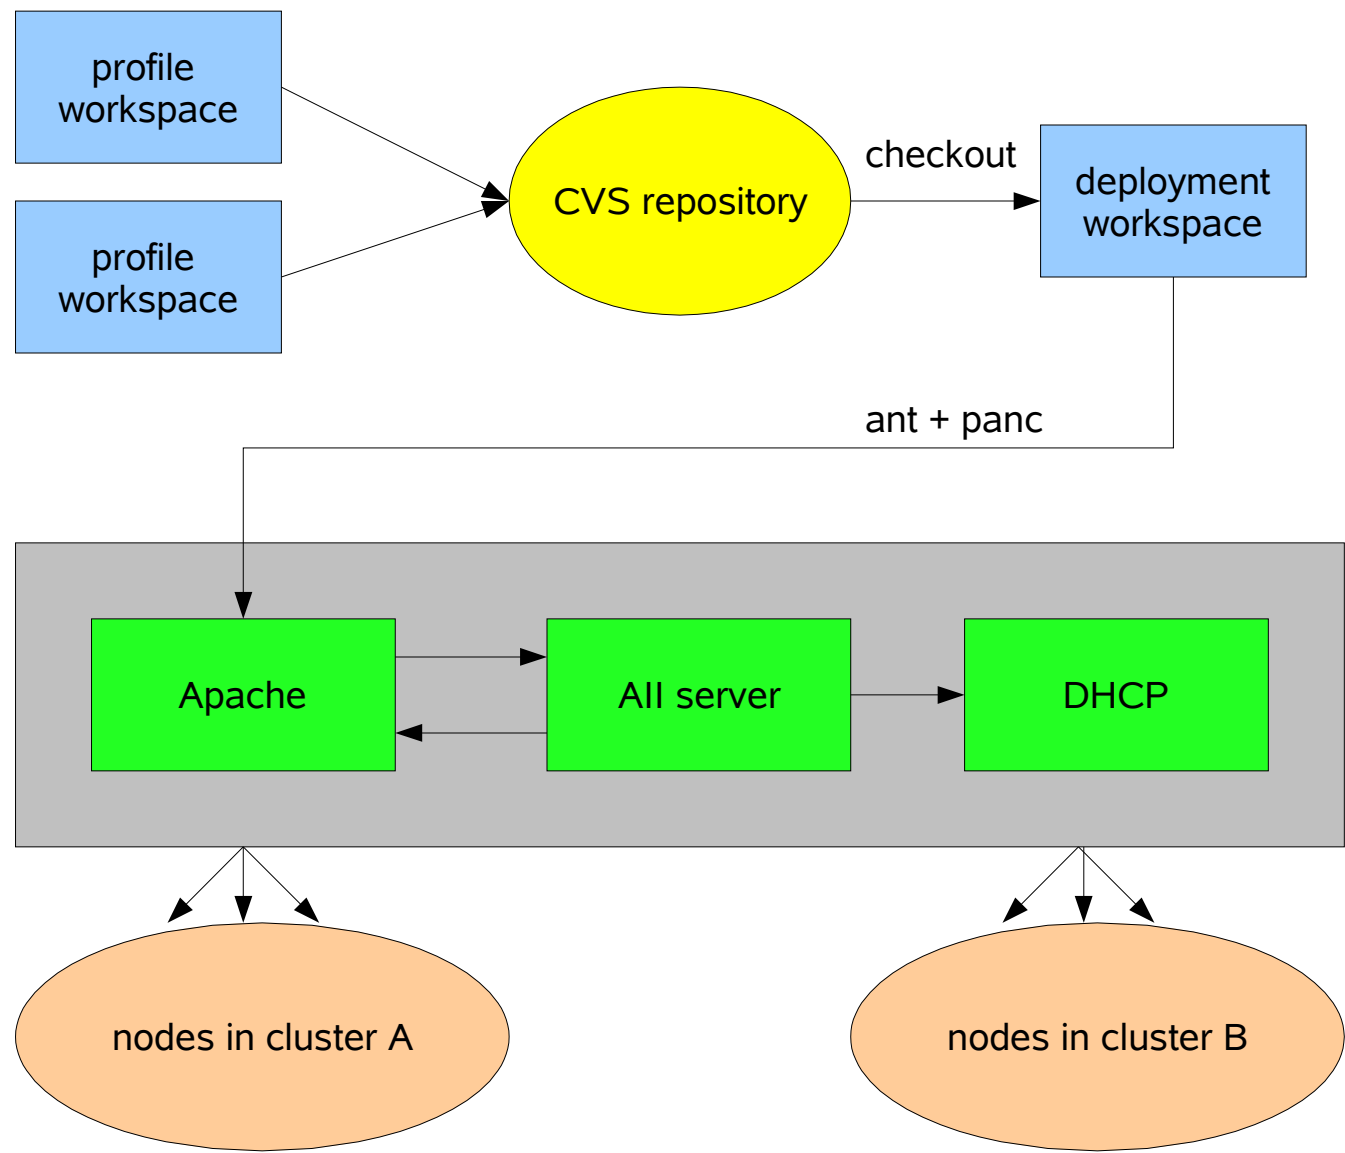 profile
workspace
profile
workspace
CVS repository
checkout
deployment
workspace
ant + panc
Apache
AII server
DHCP
nodes in cluster A
nodes in cluster B